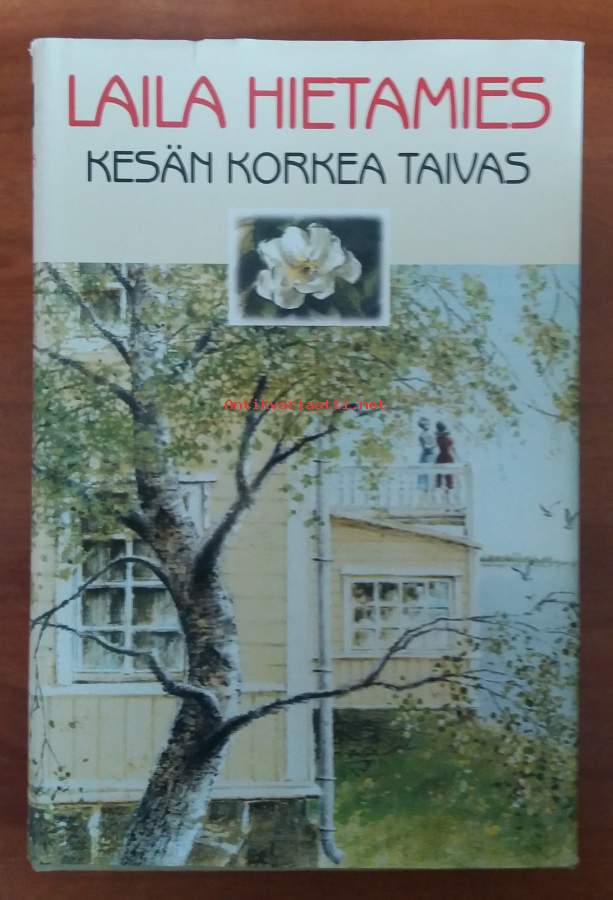 LAILA HIETAMIES
KESÄN KORKEA TAIVAS
Antikvariaatti.net